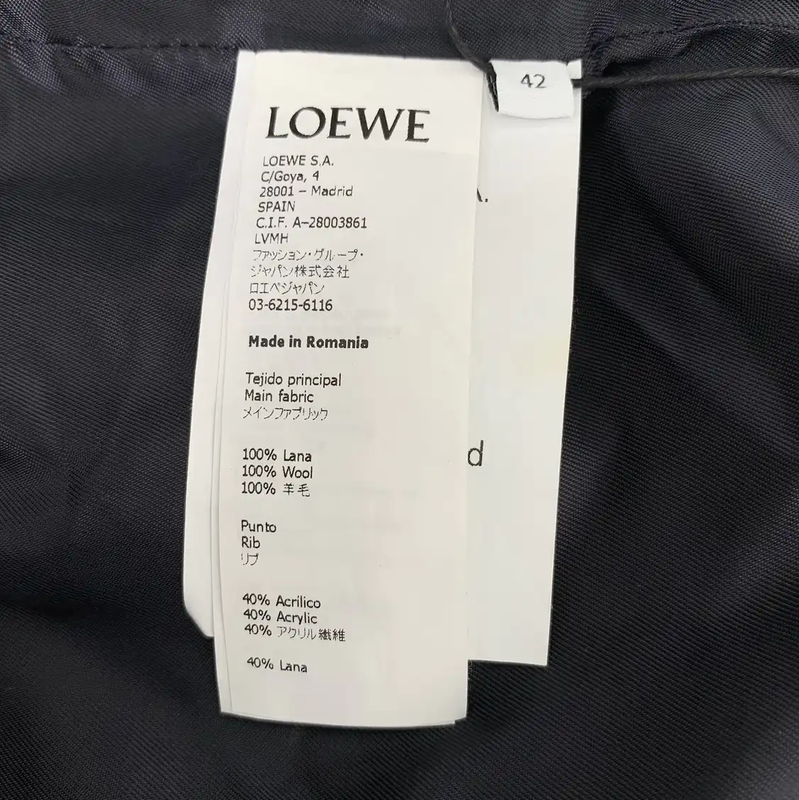 42
LOEWE
LOEWE S.A.
C/Goya, 4
28001 – Madrid
SPAIN
C.I.F. A-28003861
LVMH
ファッション・グループ・
ジャパン株式会社
ロエベジャパン
03-6215-6116
Made in Romania
Tejido principal
Main fabric
メインファブリック
100% Lana
100% Wool
100% 羊毛
Punto
Rib
リブ
40% Acrílico
40% Acrylic
40% アクリル繊維
40% Lana